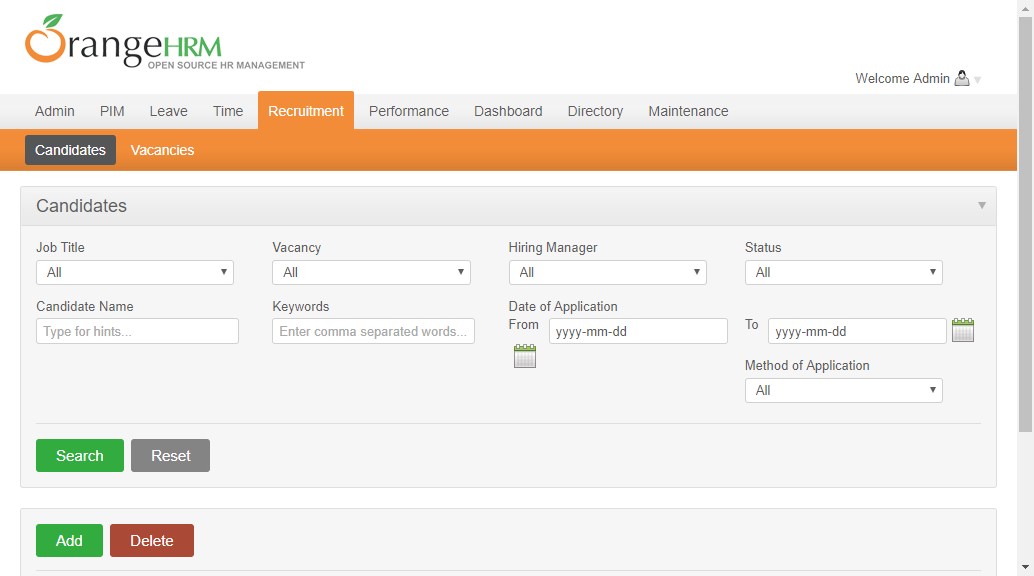 OrangeHRM
OPEN SOURCE HR MANAGEMENT
Welcome Admin
Admin PIM Leave Time Recruitment Performance Dashboard Directory Maintenance
Candidates Vacancies
Candidates
Job Title Vacancy Hiring Manager Status
All All All All
Candidate Name Keywords Date of Application
From To
Type for hints... Enter comma separated words... yyyy-mm-dd yyyy-mm-dd
Method of Application
All
Search Reset
Add Delete